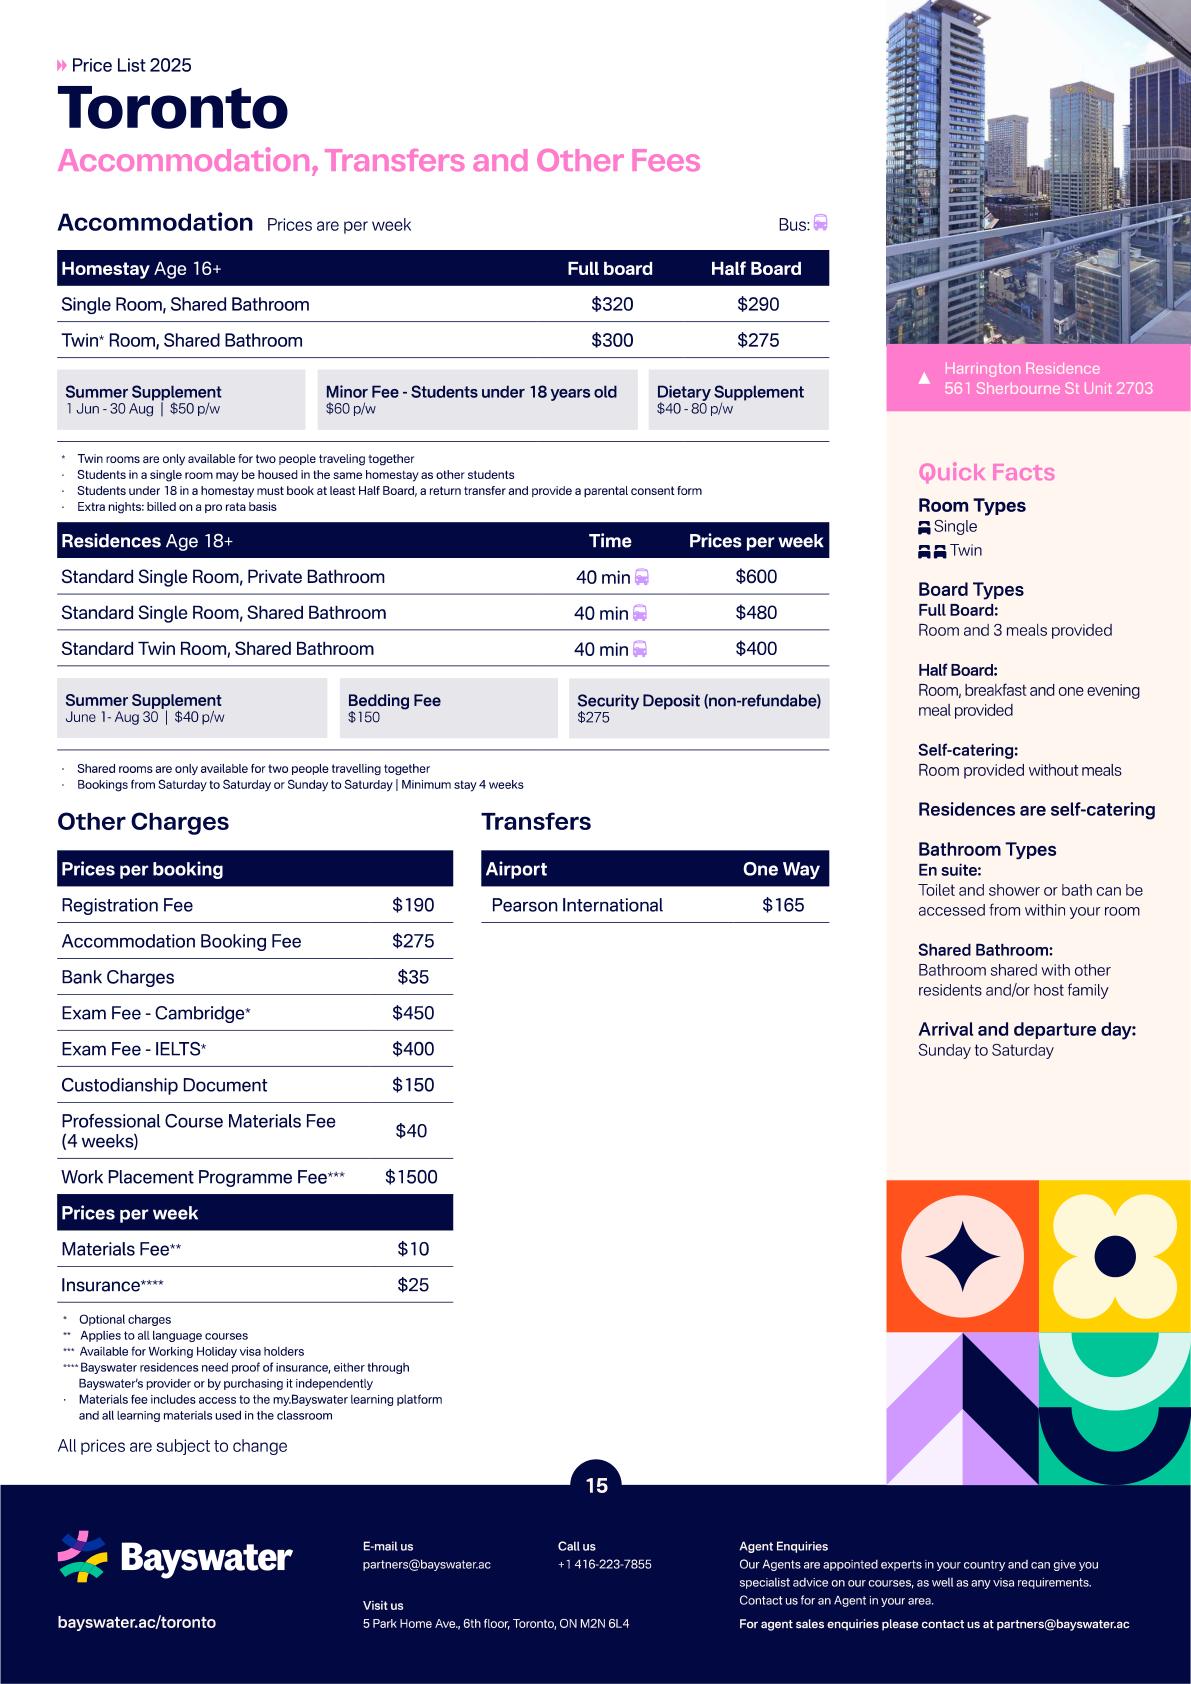 Price List 2025
Toronto
Accommodation, Transfers and Other Fees
Accommodation Prices are per week Bus:
Homestay Age 16+ Full board Half Board
Single Room, Shared Bathroom $320 $290
Twin* Room, Shared Bathroom $300 $275
Summer Supplement
1 Jun - 30 Aug | $50 p/w
Minor Fee - Students under 18 years old
$60 p/w
Dietary Supplement
$40 - 80 p/w
* Twin rooms are only available for two people traveling together
· Students in a single room may be housed in the same homestay as other students
· Students under 18 in a homestay must book at least Half Board, a return transfer and provide a parental consent form
· Extra nights: billed on a pro rata basis
Residences Age 18+ Time Prices per week
Standard Single Room, Private Bathroom 40 min $600
Standard Single Room, Shared Bathroom 40 min $480
Standard Twin Room, Shared Bathroom 40 min $400
Summer Supplement
June 1- Aug 30 | $40 p/w
Bedding Fee
$150
Security Deposit (non-refundabe)
$275
· Shared rooms are only available for two people travelling together
· Bookings from Saturday to Saturday or Sunday to Saturday | Minimum stay 4 weeks
Other Charges
Prices per booking
Registration Fee $190
Accommodation Booking Fee $275
Bank Charges $35
Exam Fee - Cambridge* $450
Exam Fee - IELTS* $400
Custodianship Document $150
Professional Course Materials Fee
(4 weeks) $40
Work Placement Programme Fee*** $1500
Prices per week
Materials Fee** $10
Insurance**** $25
* Optional charges
** Applies to all language courses
*** Available for Working Holiday visa holders
**** Bayswater residences need proof of insurance, either through
Bayswater's provider or by purchasing it independently
· Materials fee includes access to the my.Bayswater learning platform
and all learning materials used in the classroom
All prices are subject to change
Transfers
Airport One Way
Pearson International $165
Harrington Residence
561 Sherbourne St Unit 2703
Quick Facts
Room Types
Single
Twin
Board Types
Full Board:
Room and 3 meals provided
Half Board:
Room, breakfast and one evening
meal provided
Self-catering:
Room provided without meals
Residences are self-catering
Bathroom Types
En suite:
Toilet and shower or bath can be
accessed from within your room
Shared Bathroom:
Bathroom shared with other
residents and/or host family
Arrival and departure day:
Sunday to Saturday
15
Bayswater
bayswater.ac/toronto
E-mail us
partners@bayswater.ac
Call us
+1 416-223-7855
Visit us
5 Park Home Ave., 6th floor, Toronto, ON M2N 6L4
Agent Enquiries
Our Agents are appointed experts in your country and can give you
specialist advice on our courses, as well as any visa requirements.
Contact us for an Agent in your area.
For agent sales enquiries please contact us at partners@bayswater.ac